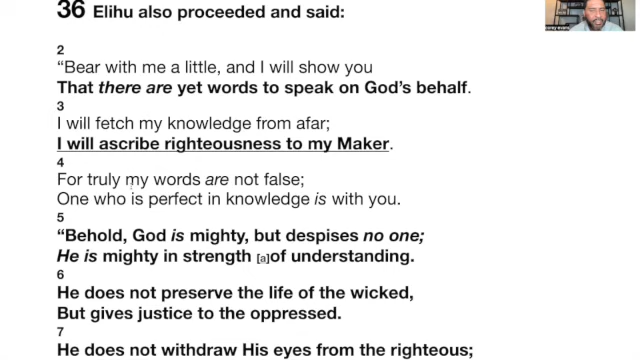 36 Elihu also proceeded and said:
2
“Bear with me a little, and I will show you
That there are yet words to speak on God’s behalf.
3
I will fetch my knowledge from afar;
I will ascribe righteousness to my Maker.
4
For truly my words are not false;
One who is perfect in knowledge is with you.
5
“Behold, God is mighty, but despises no one;
He is mighty in strength [a]of understanding.
6
He does not preserve the life of the wicked,
But gives justice to the oppressed.
7
He does not withdraw His eyes from the righteous;